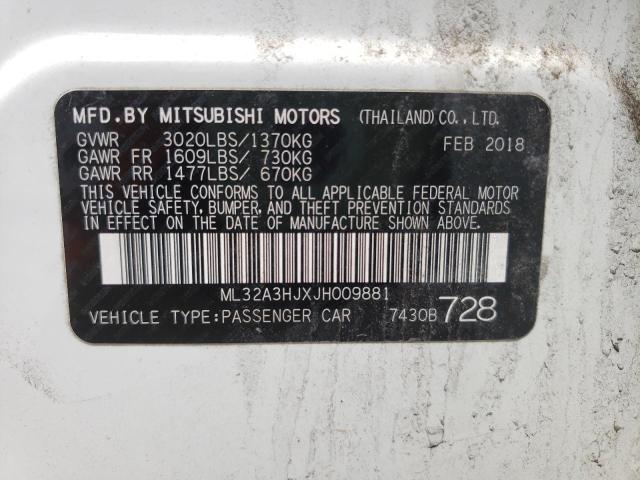 MFD.BY MITSUBISHI MOTORS (THAILAND)CO.,LTD.
GVWR 3020LBS/1370KG FEB 2018
GAWR FR 1609LBS/ 730KG
GAWR RR 1477LBS/ 670KG
THIS VEHICLE CONFORMS TO ALL APPLICABLE FEDERAL MOTOR
VEHICLE SAFETY, BUMPER, AND THEFT PREVENTION STANDARDS
IN EFFECT ON THE DATE OF MANUFACTURE SHOWN ABOVE.
ML32A3HJXJH009881
VEHICLE TYPE:PASSENGER CAR 7430B 728